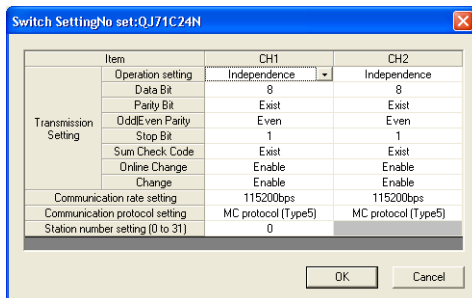 Switch SettingNo set:QJ71C24N
Item CH1 CH2
Transmission Setting
Operation setting Independence Independence
Data Bit 8 8
Parity Bit Exist Exist
Odd|Even Parity Even Even
Stop Bit 1 1
Sum Check Code Exist Exist
Online Change Enable Enable
Change Enable Enable
Communication rate setting 115200bps 115200bps
Communication protocol setting MC protocol (Type5) MC protocol (Type5)
Station number setting (0 to 31) 0
OK Cancel